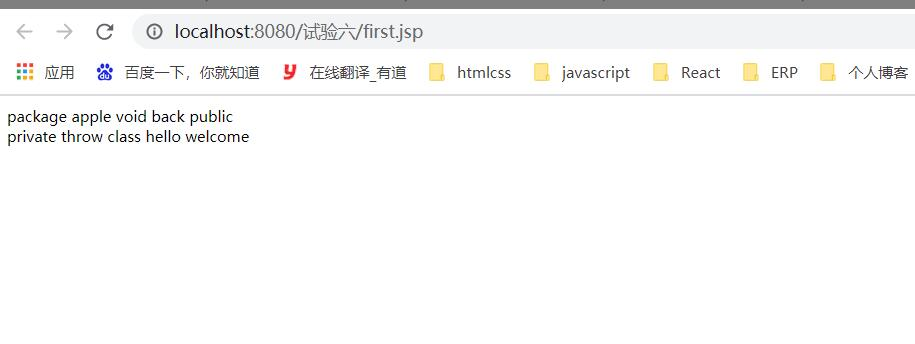 localhost:8080/试验六/first.jsp
应用 百度一下，你就知道 在线翻译_有道 htmlcss javascript React ERP 个人博客
package apple void back public
private throw class hello welcome